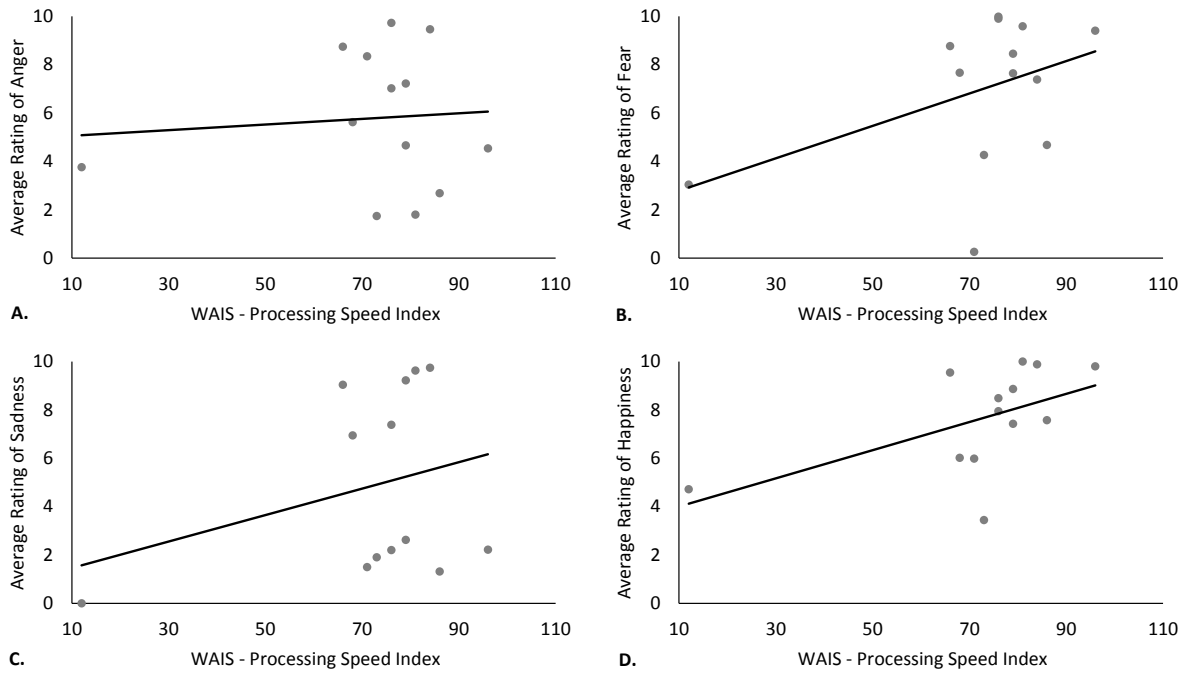 Average Rating of Anger
10
8
6
4
2
0
10 30 50 70 90 110
WAIS - Processing Speed Index
A.
Average Rating of Fear
10
8
6
4
2
0
10 30 50 70 90 110
WAIS - Processing Speed Index
B.
Average Rating of Sadness
10
8
6
4
2
0
10 30 50 70 90 110
WAIS - Processing Speed Index
C.
Average Rating of Happiness
10
8
6
4
2
0
10 30 50 70 90 110
WAIS - Processing Speed Index
D.